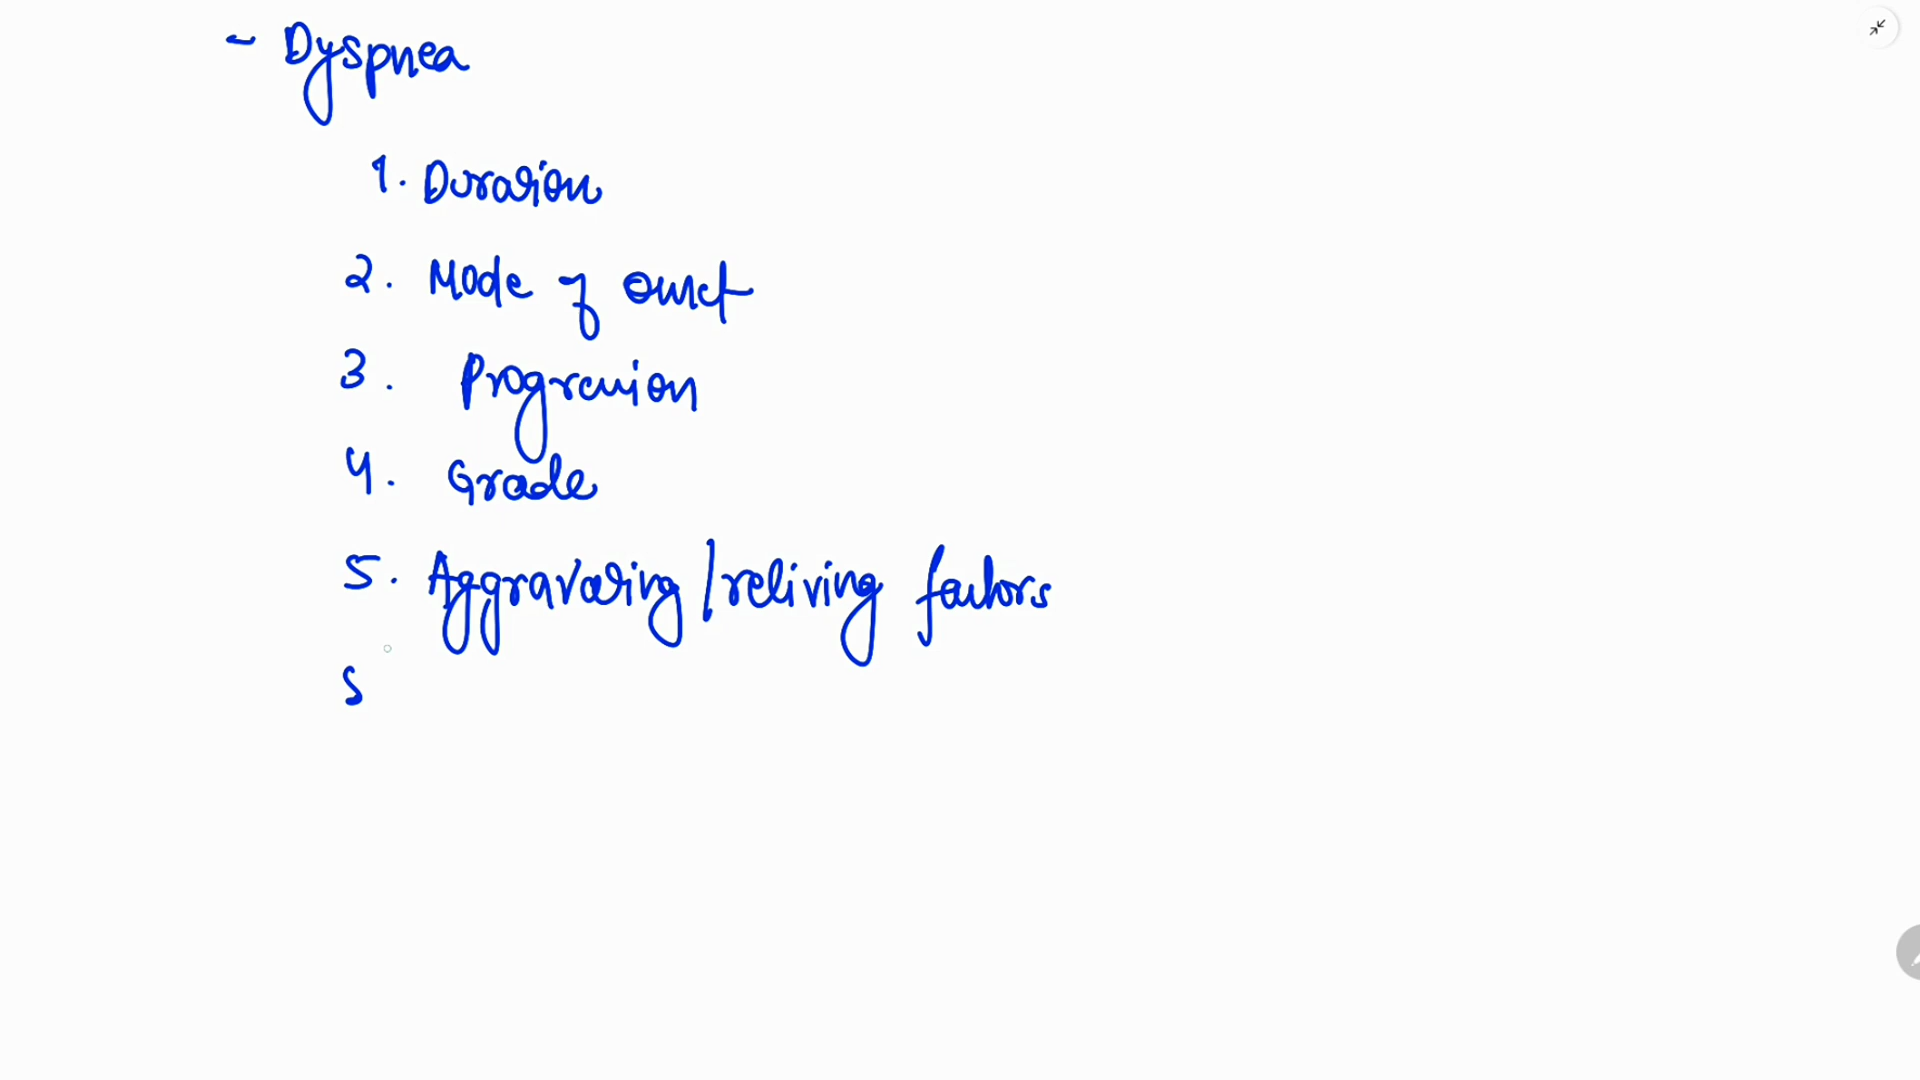 - Dyspnea
1. Duration
2. Mode of onset
3. Progression
4. Grade
5. Aggravating/reliving factors
S